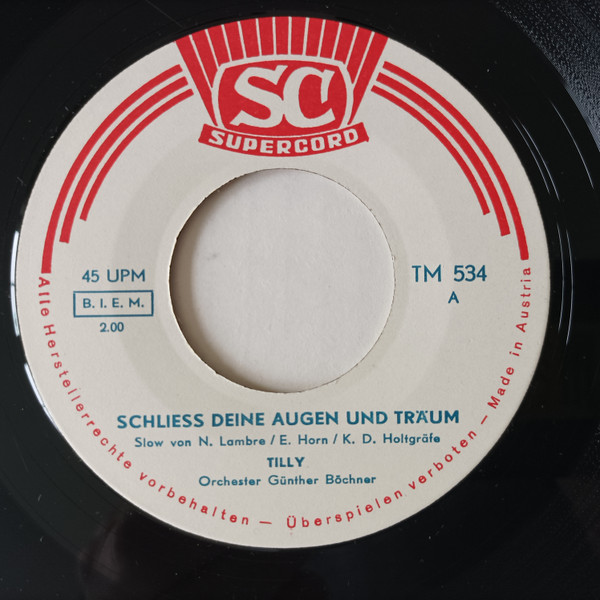 SC
SUPERCORD
45 UPM
B. I. E. M.
2.00
TM 534
A
SCHLIESS DEINE AUGEN UND TRÄUM
Slow von N. Lambre / E. Horn / K. D. Holtgräfe
TILLY
Orchester Günther Böchner
Alle Herstellerrechte vorbehalten — Überspielen verboten — Made in Austria